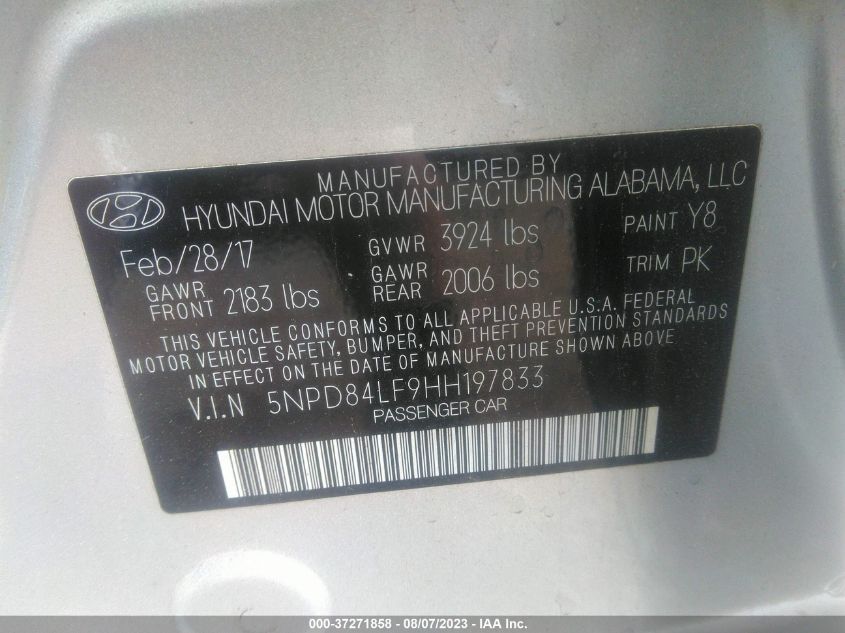 MANUFACTURED BY
HYUNDAI MOTOR MANUFACTURING ALABAMA, LLC
Feb/28/17 GVWR 3924 lbs PAINT Y8
GAWR FRONT 2183 lbs GAWR REAR 2006 lbs TRIM PK
THIS VEHICLE CONFORMS TO ALL APPLICABLE U.S.A. FEDERAL
MOTOR VEHICLE SAFETY, BUMPER, AND THEFT PREVENTION STANDARDS
IN EFFECT ON THE DATE OF MANUFACTURE SHOWN ABOVE
V.I.N 5NPD84LF9HH197833
PASSENGER CAR
000-37271858 - 08/07/2023 - IAA Inc.